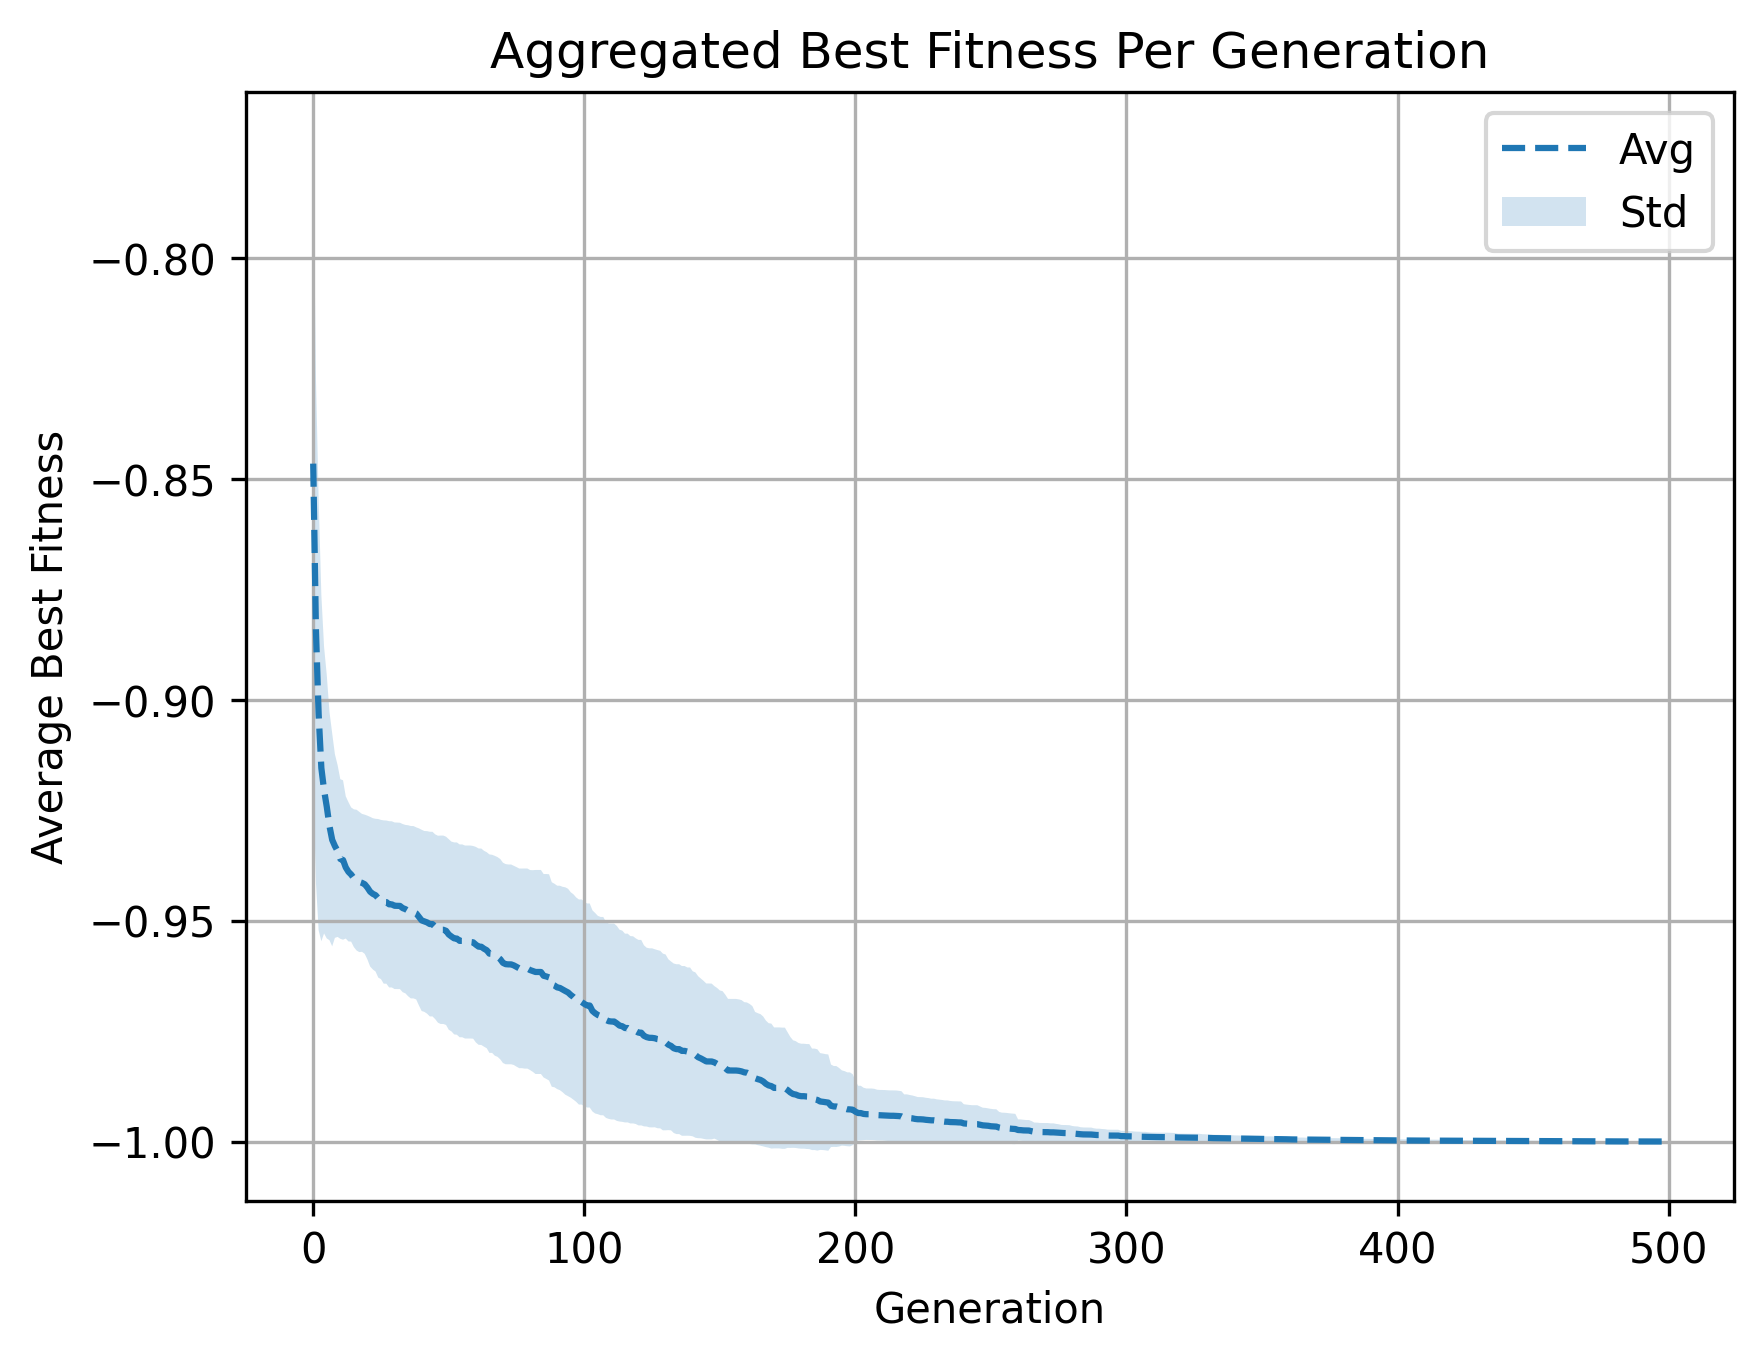 Aggregated Best Fitness Per Generation
Avg
Std
Average Best Fitness
−0.80
−0.85
−0.90
−0.95
−1.00
0 100 200 300 400 500
Generation